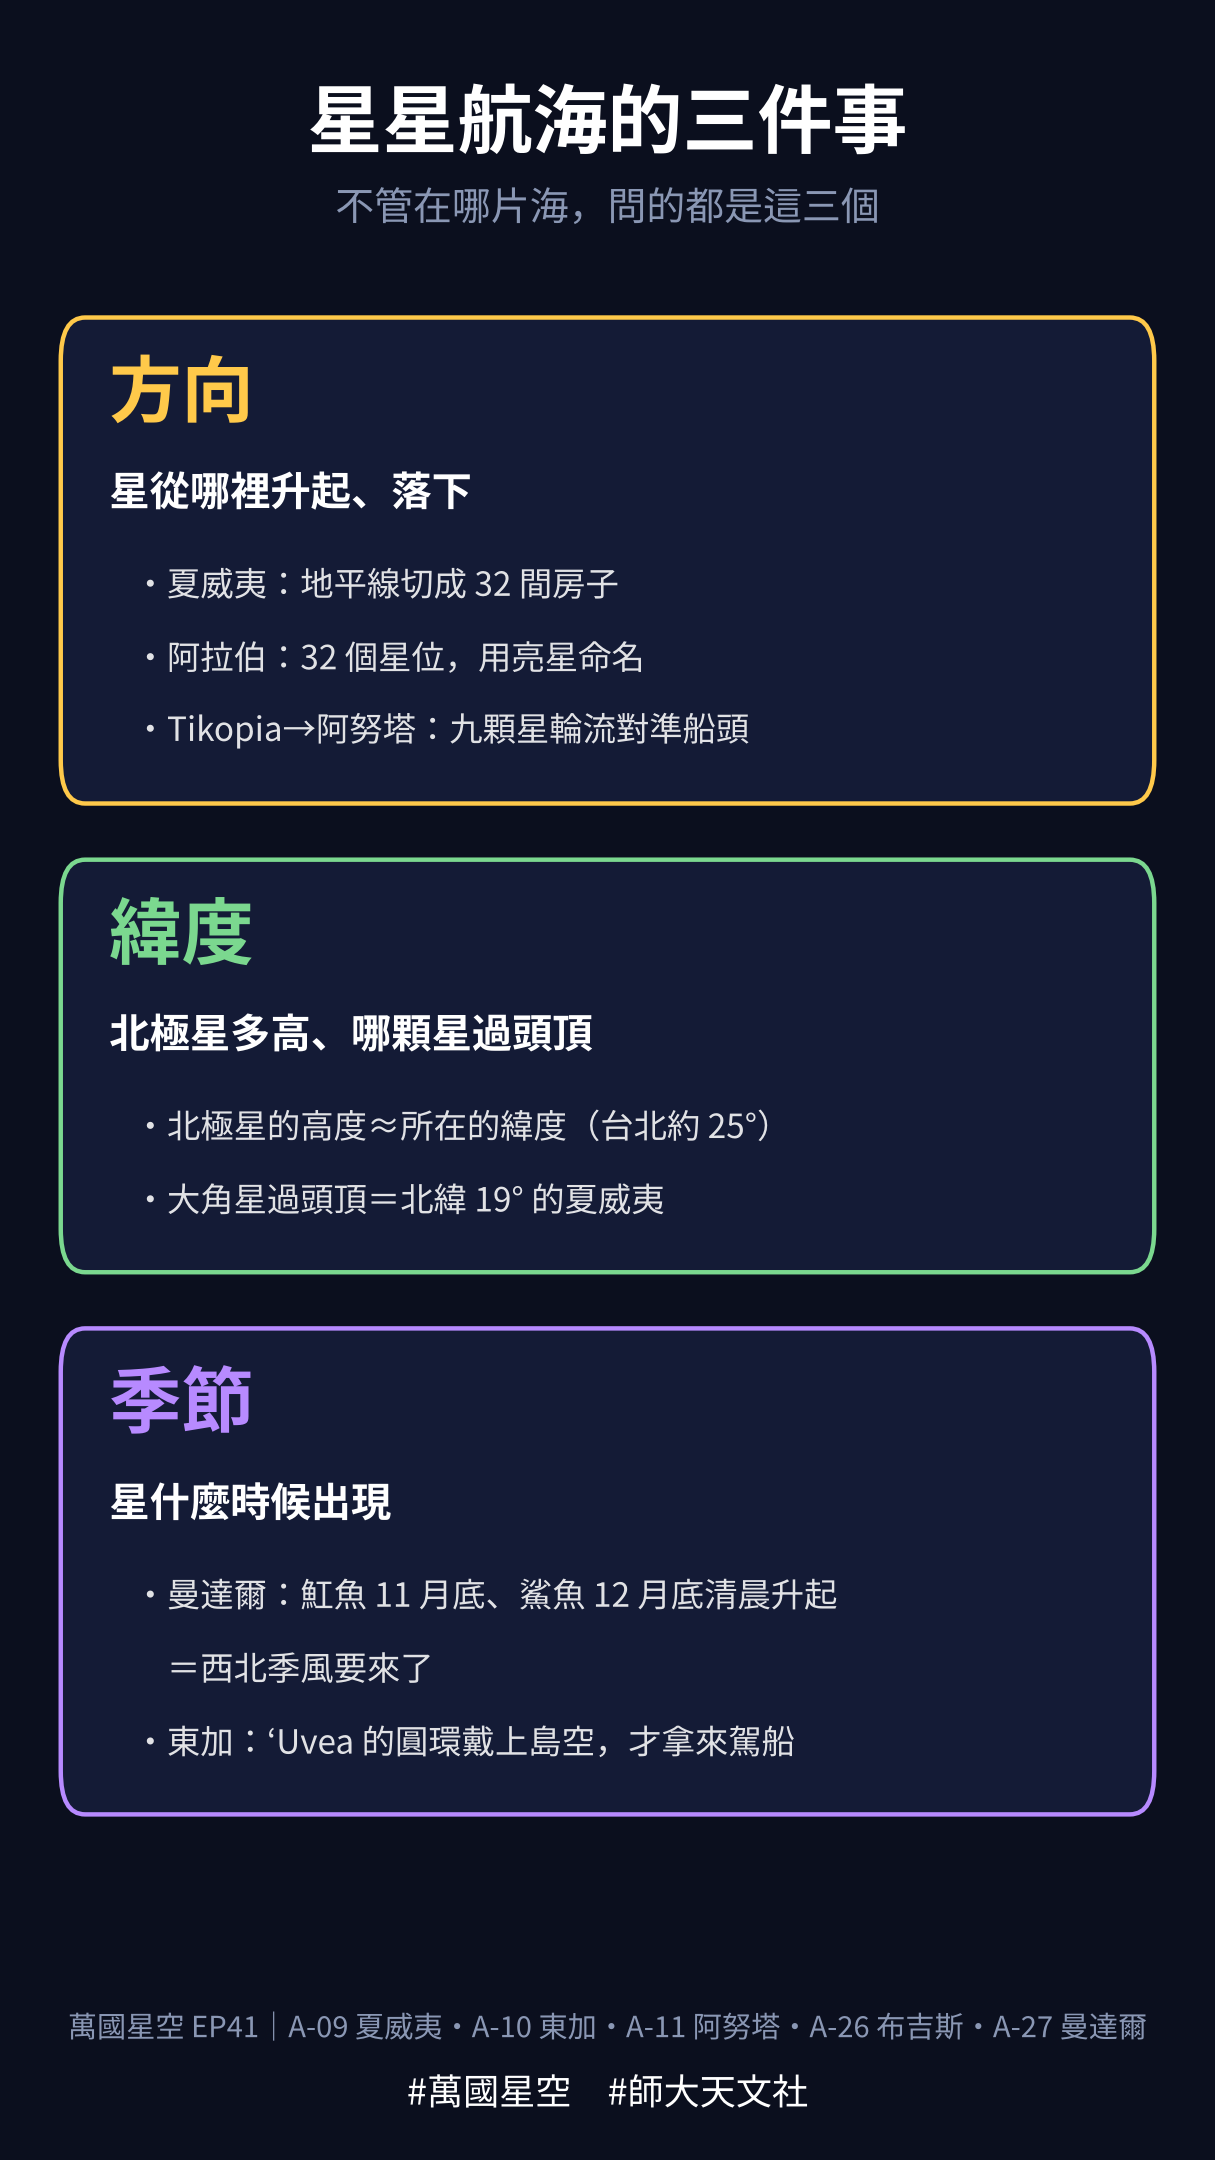 星星航海的三件事
不管在哪片海，問的都是這三個
方向
星從哪裡升起、落下
・夏威夷：地平線切成 32 間房子
・阿拉伯：32 個星位，用亮星命名
・Tikopia→阿努塔：九顆星輪流對準船頭
緯度
北極星多高、哪顆星過頭頂
・北極星的高度≈所在的緯度（台北約 25°）
・大角星過頭頂＝北緯 19° 的夏威夷
季節
星什麼時候出現
・曼達爾：魟魚 11 月底、鯊魚 12 月底清晨升起
＝西北季風要來了
・東加：‘Uvea 的圓環戴上島空，才拿來駕船
萬國星空 EP41｜A-09 夏威夷・A-10 東加・A-11 阿努塔・A-26 布吉斯・A-27 曼達爾
#萬國星空　#師大天文社